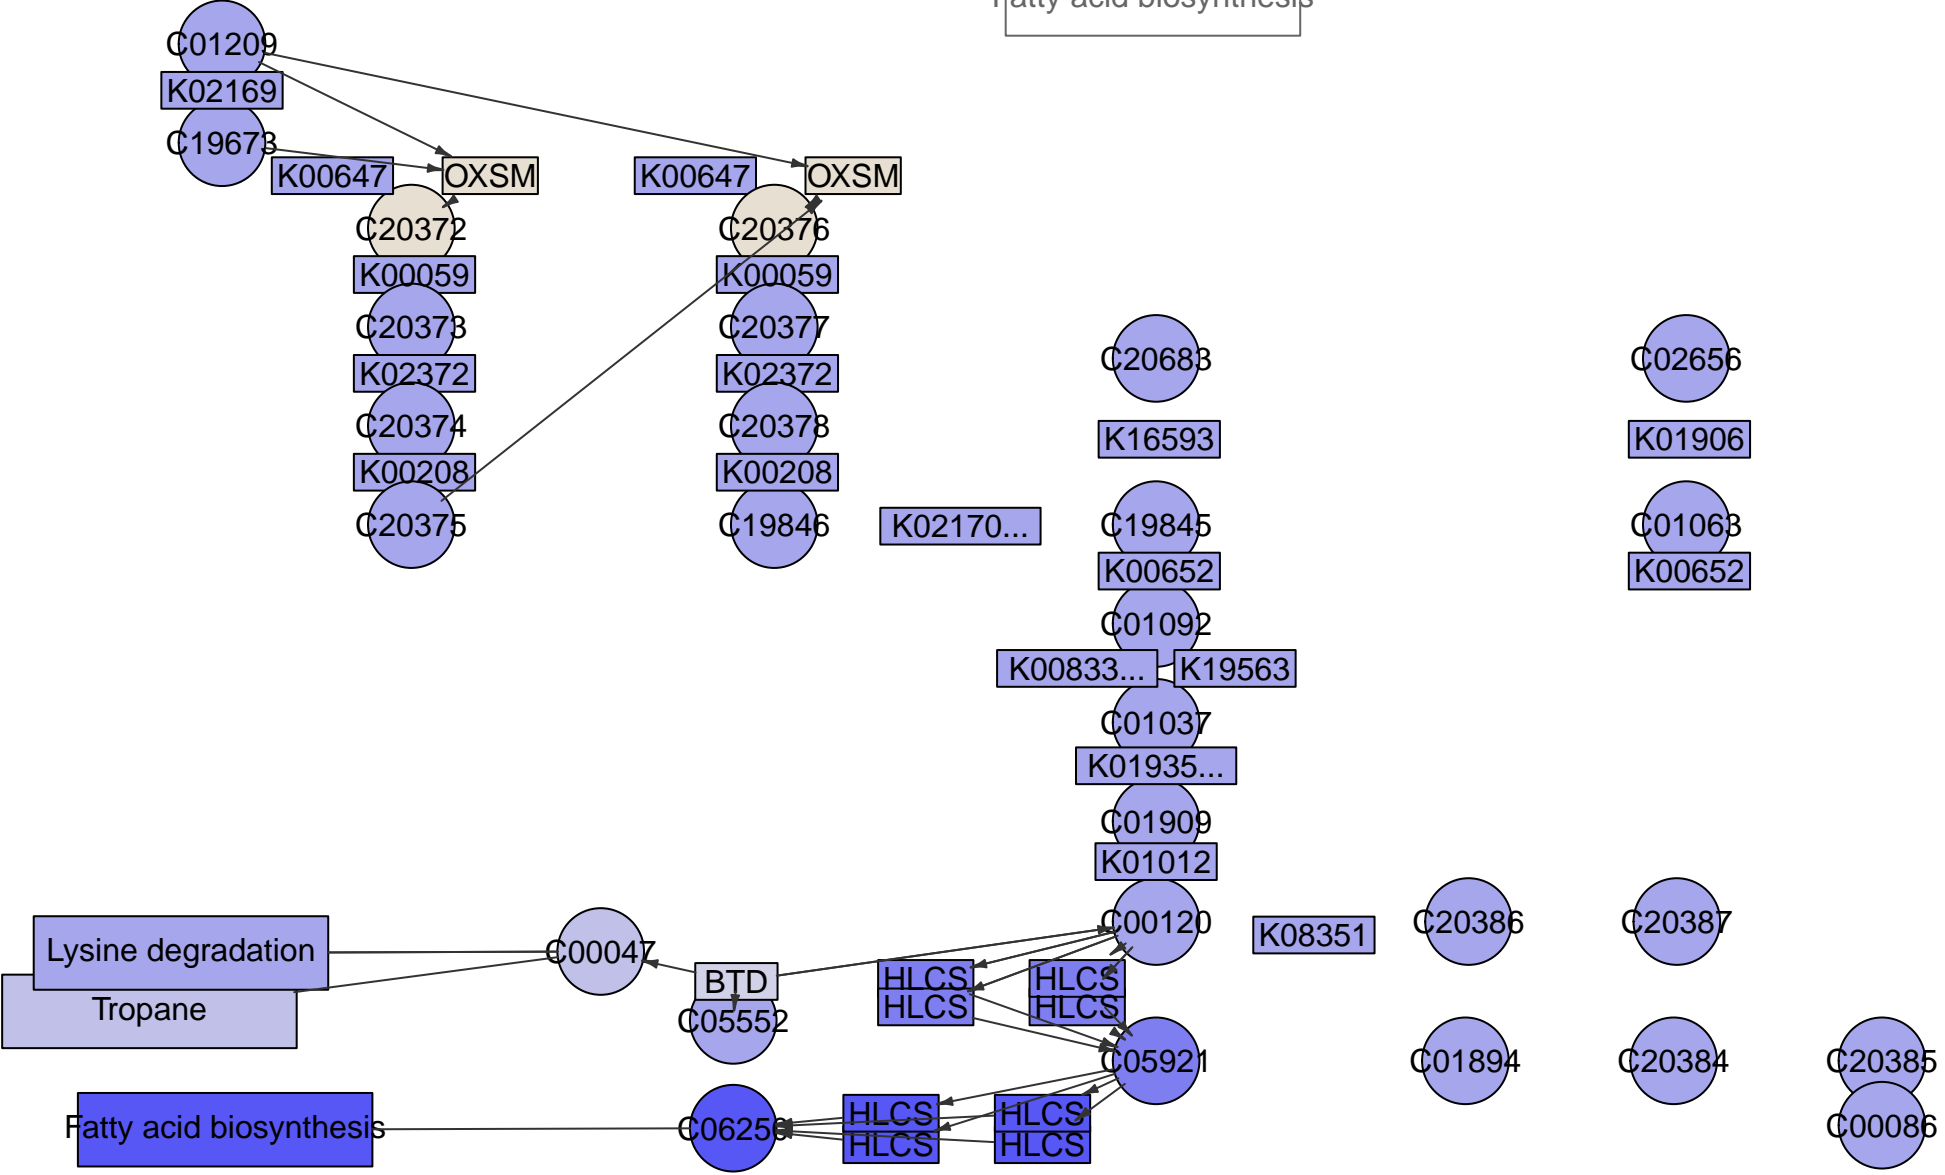 Fatty acid biosynthesis
C01209
K02169
C19673
K00647
OXSM
K00647
OXSM
C20372
C20376
K00059
K00059
C20373
C20377
C20683
C02656
K02372
K02372
C20374
C20378
K16593
K01906
K00208
K00208
C20375
C19846
K02170...
C19845
C01063
K00652
K00652
C01092
K00833...
K19563
C01037
K01935...
C01909
K01012
C00120
K08351
C20386
C20387
Lysine degradation
C00047
BTD
HLCS
HLCS
Tropane
C05552
HLCS
HLCS
C05921
C01894
C20384
C20385
Fatty acid biosynthesis
C06250
HLCS
HLCS
C00086
HLCS
HLCS